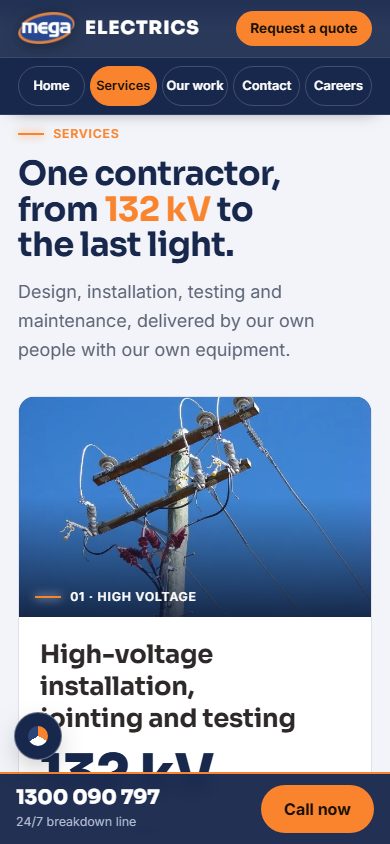 mega ELECTRICS
Request a quote
Home
Services
Our work
Contact
Careers
SERVICES
One contractor,
from 132 kV to
the last light.
Design, installation, testing and
maintenance, delivered by our own
people with our own equipment.
01 · HIGH VOLTAGE
High-voltage
installation,
jointing and testing
132 kV
1300 090 797
24/7 breakdown line
Call now